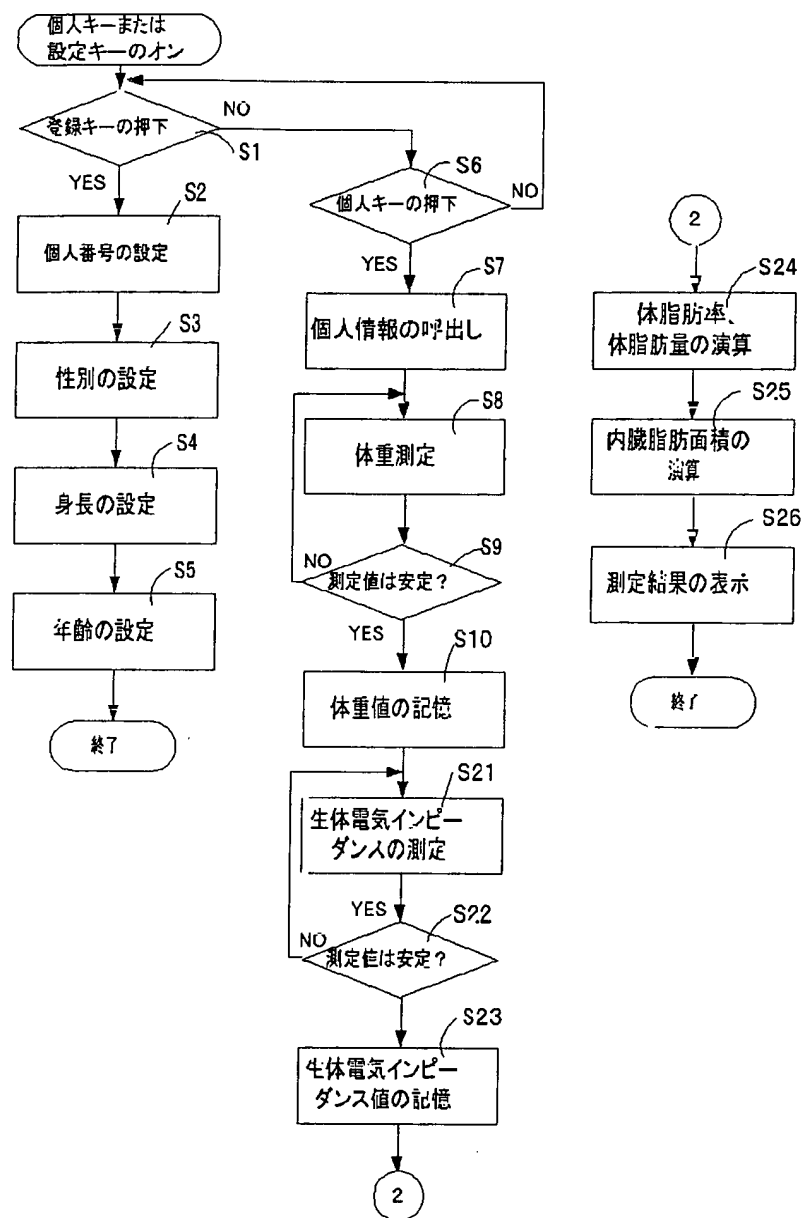 個人キーまたは
設定キーのオン
登録キーの押下
S1
NO
YES
S2
個人番号の設定
S3
性別の設定
S4
身長の設定
S5
年齢の設定
終了
S6
個人キーの押下
NO
YES
S7
個人情報の呼出し
S8
体重測定
S9
NO
測定値は安定?
YES
S10
体重値の記憶
S21
生体電気インピー
ダンスの測定
YES
S22
NO
測定値は安定?
S23
生体電気インピー
ダンス値の記憶
2
2
S24
体脂肪率、
体脂肪量の演算
S25
内臓脂肪面積の
演算
S26
測定結果の表示
終了